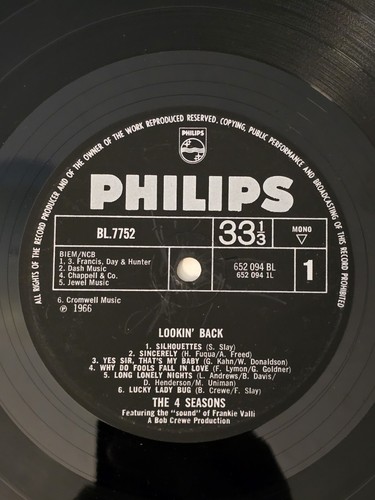 ALL RIGHTS OF THE RECORD PRODUCER AND OF THE OWNER OF THE WORK REPRODUCED RESERVED. COPYING, PUBLIC PERFORMANCE AND BROADCASTING OF THIS RECORD PROHIBITED
PHILIPS
PHILIPS
BL.7752
33 1/3
MONO
BIEM/NCB
1. 3. Francis, Day & Hunter
2. Dash Music
4. Chappell & Co.
5. Jewel Music
652 094 BL
652 094 1L
1
6. Cromwell Music
℗ 1966
LOOKIN' BACK
1. SILHOUETTES (S. Slay)
2. SINCERELY (H. Fuqua/A. Freed)
3. YES SIR, THAT'S MY BABY (G. Kahn/W. Donaldson)
4. WHY DO FOOLS FALL IN LOVE (F. Lymon/G. Goldner)
5. LONG LONELY NIGHTS (L. Andrews/B. Davis/
D. Henderson/M. Uniman)
6. LUCKY LADY BUG (B. Crewe/F. Slay)
THE 4 SEASONS
Featuring the "sound" of Frankie Valli
A Bob Crewe Production